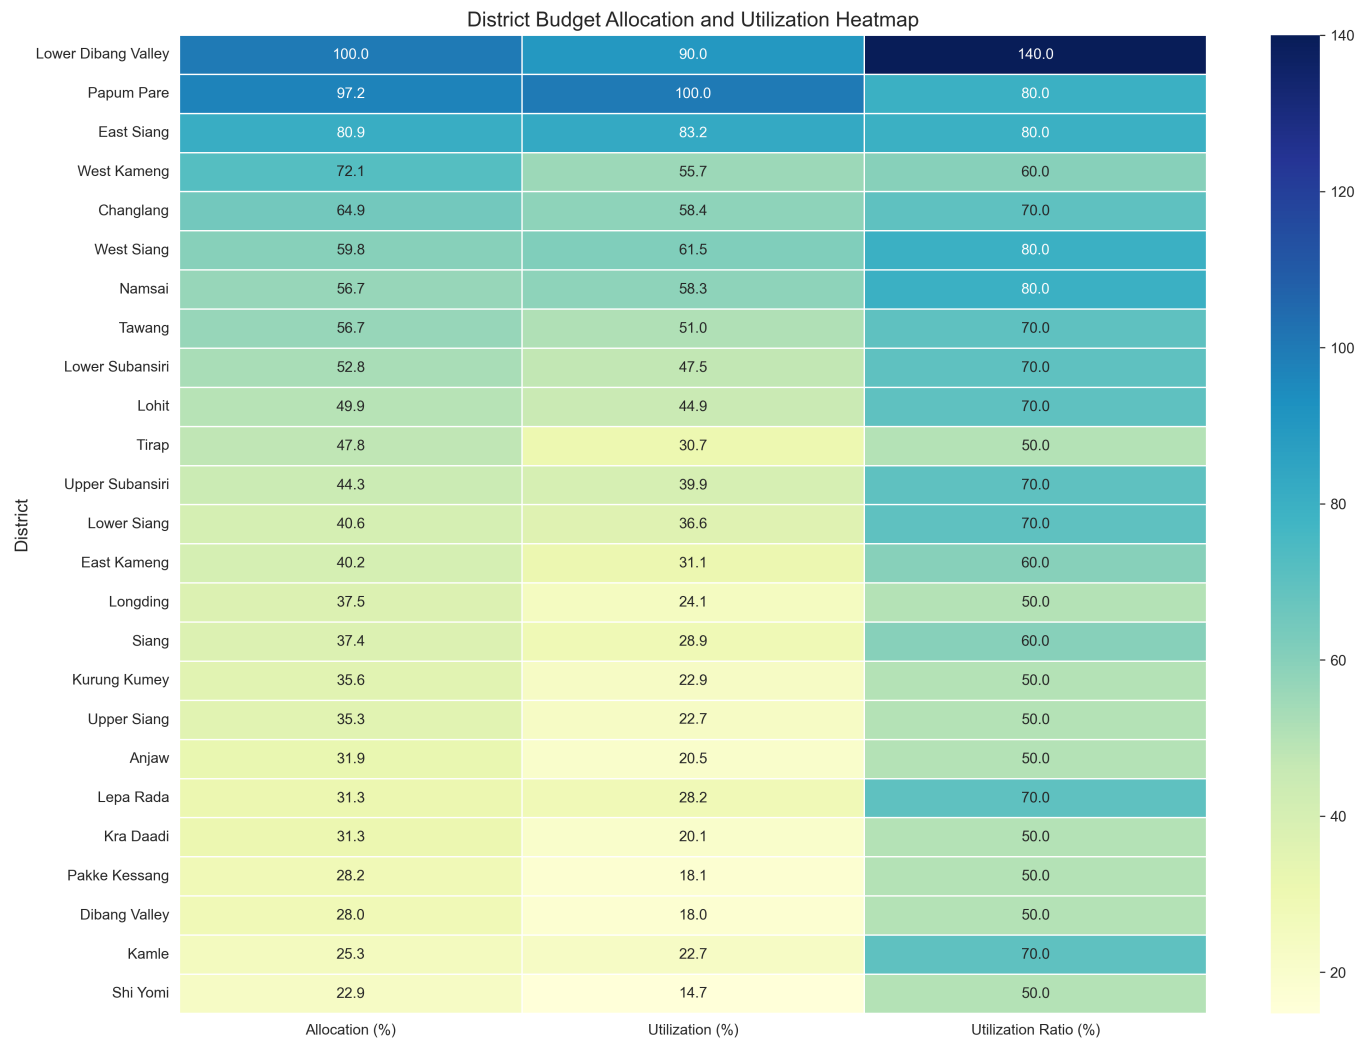 District Budget Allocation and Utilization Heatmap
Lower Dibang Valley 100.0 90.0 140.0
Papum Pare 97.2 100.0 80.0
East Siang 80.9 83.2 80.0
West Kameng 72.1 55.7 60.0
Changlang 64.9 58.4 70.0
West Siang 59.8 61.5 80.0
Namsai 56.7 58.3 80.0
Tawang 56.7 51.0 70.0
Lower Subansiri 52.8 47.5 70.0
Lohit 49.9 44.9 70.0
Tirap 47.8 30.7 50.0
Upper Subansiri 44.3 39.9 70.0
Lower Siang 40.6 36.6 70.0
East Kameng 40.2 31.1 60.0
Longding 37.5 24.1 50.0
Siang 37.4 28.9 60.0
Kurung Kumey 35.6 22.9 50.0
Upper Siang 35.3 22.7 50.0
Anjaw 31.9 20.5 50.0
Lepa Rada 31.3 28.2 70.0
Kra Daadi 31.3 20.1 50.0
Pakke Kessang 28.2 18.1 50.0
Dibang Valley 28.0 18.0 50.0
Kamle 25.3 22.7 70.0
Shi Yomi 22.9 14.7 50.0
Allocation (%) Utilization (%) Utilization Ratio (%)
District
140
120
100
80
60
40
20